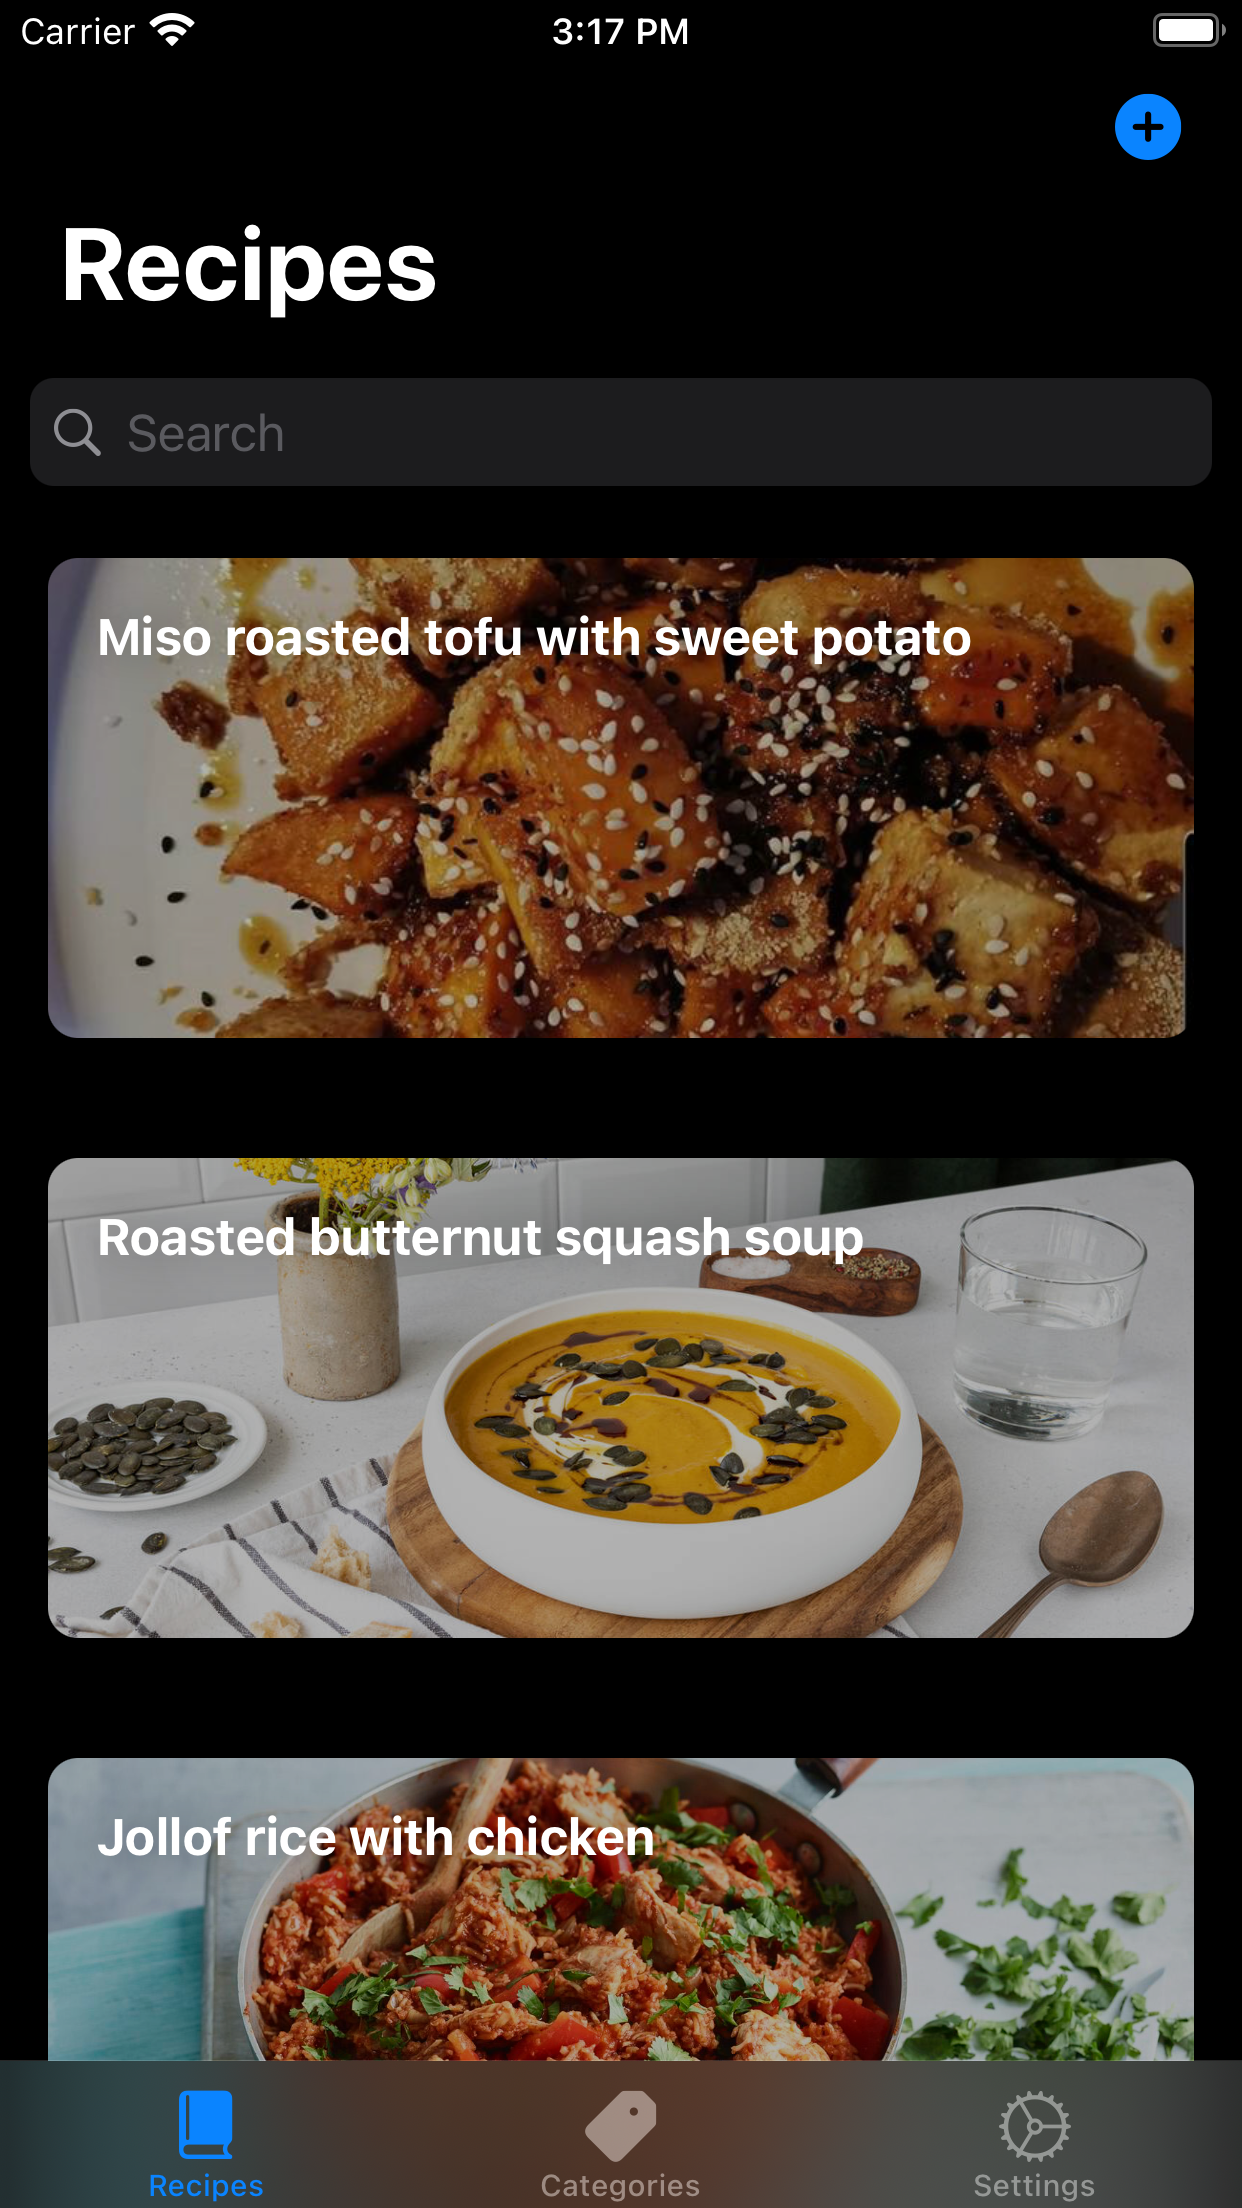 Carrier 3:17 PM
Recipes
Search
Miso roasted tofu with sweet potato
Roasted butternut squash soup
Jollof rice with chicken
Recipes Categories Settings